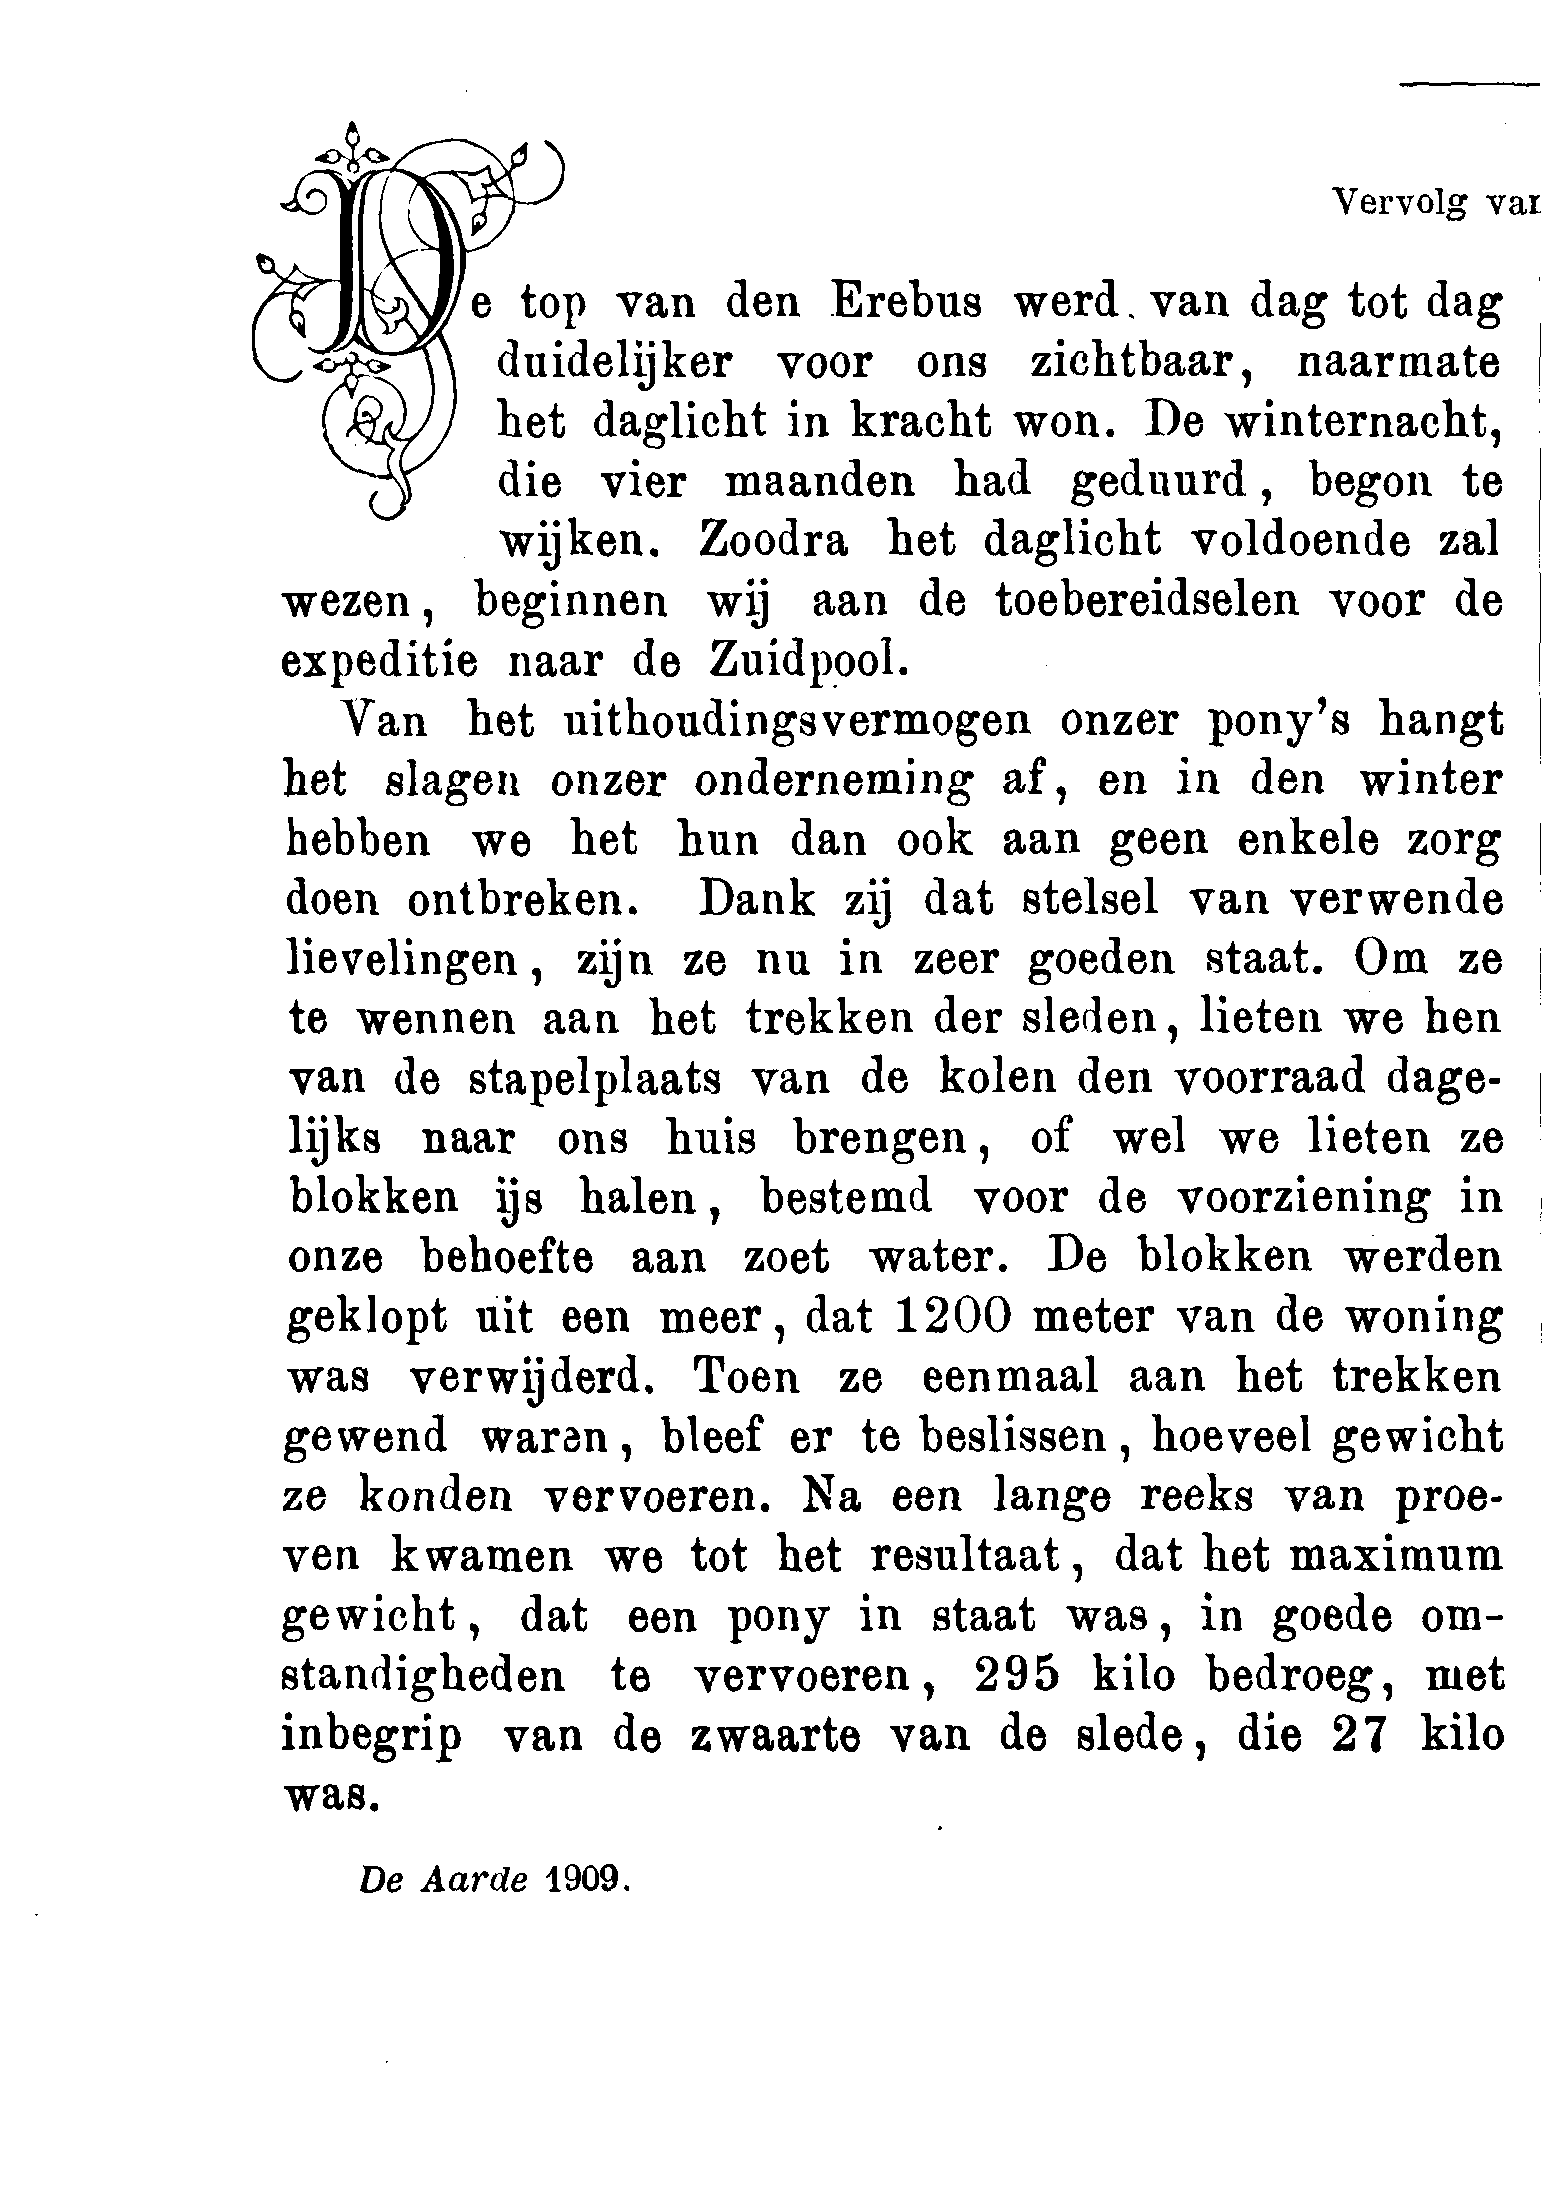 Vervolg van
De top van den Erebus werd van dag tot dag
duidelijker voor ons zichtbaar, naarmate
het daglicht in kracht won. De winternacht,
die vier maanden had geduurd, begon te
wijken. Zoodra het daglicht voldoende zal
wezen, beginnen wij aan de toebereidselen voor de
expeditie naar de Zuidpool.
Van het uithoudingsvermogen onzer pony's hangt
het slagen onzer onderneming af, en in den winter
hebben we het hun dan ook aan geen enkele zorg
doen ontbreken. Dank zij dat stelsel van verwende
lievelingen, zijn ze nu in zeer goeden staat. Om ze
te wennen aan het trekken der sleden, lieten we hen
van de stapelplaats van de kolen den voorraad dage-
lijks naar ons huis brengen, of wel we lieten ze
blokken ijs halen, bestemd voor de voorziening in
onze behoefte aan zoet water. De blokken werden
geklopt uit een meer, dat 1200 meter van de woning
was verwijderd. Toen ze eenmaal aan het trekken
gewend waren, bleef er te beslissen, hoeveel gewicht
ze konden vervoeren. Na een lange reeks van proe-
ven kwamen we tot het resultaat, dat het maximum
gewicht, dat een pony in staat was, in goede om-
standigheden te vervoeren, 295 kilo bedroeg, met
inbegrip van de zwaarte van de slede, die 27 kilo
was.
De Aarde 1909.